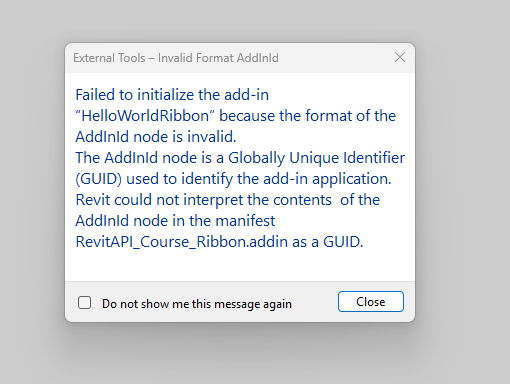 External Tools – Invalid Format AddInId
Failed to initialize the add-in
“HelloWorldRibbon” because the format of the
AddInId node is invalid.
The AddInId node is a Globally Unique Identifier
(GUID) used to identify the add-in application.
Revit could not interpret the contents  of the
AddInId node in the manifest
RevitAPI_Course_Ribbon.addin as a GUID.
Do not show me this message again
Close